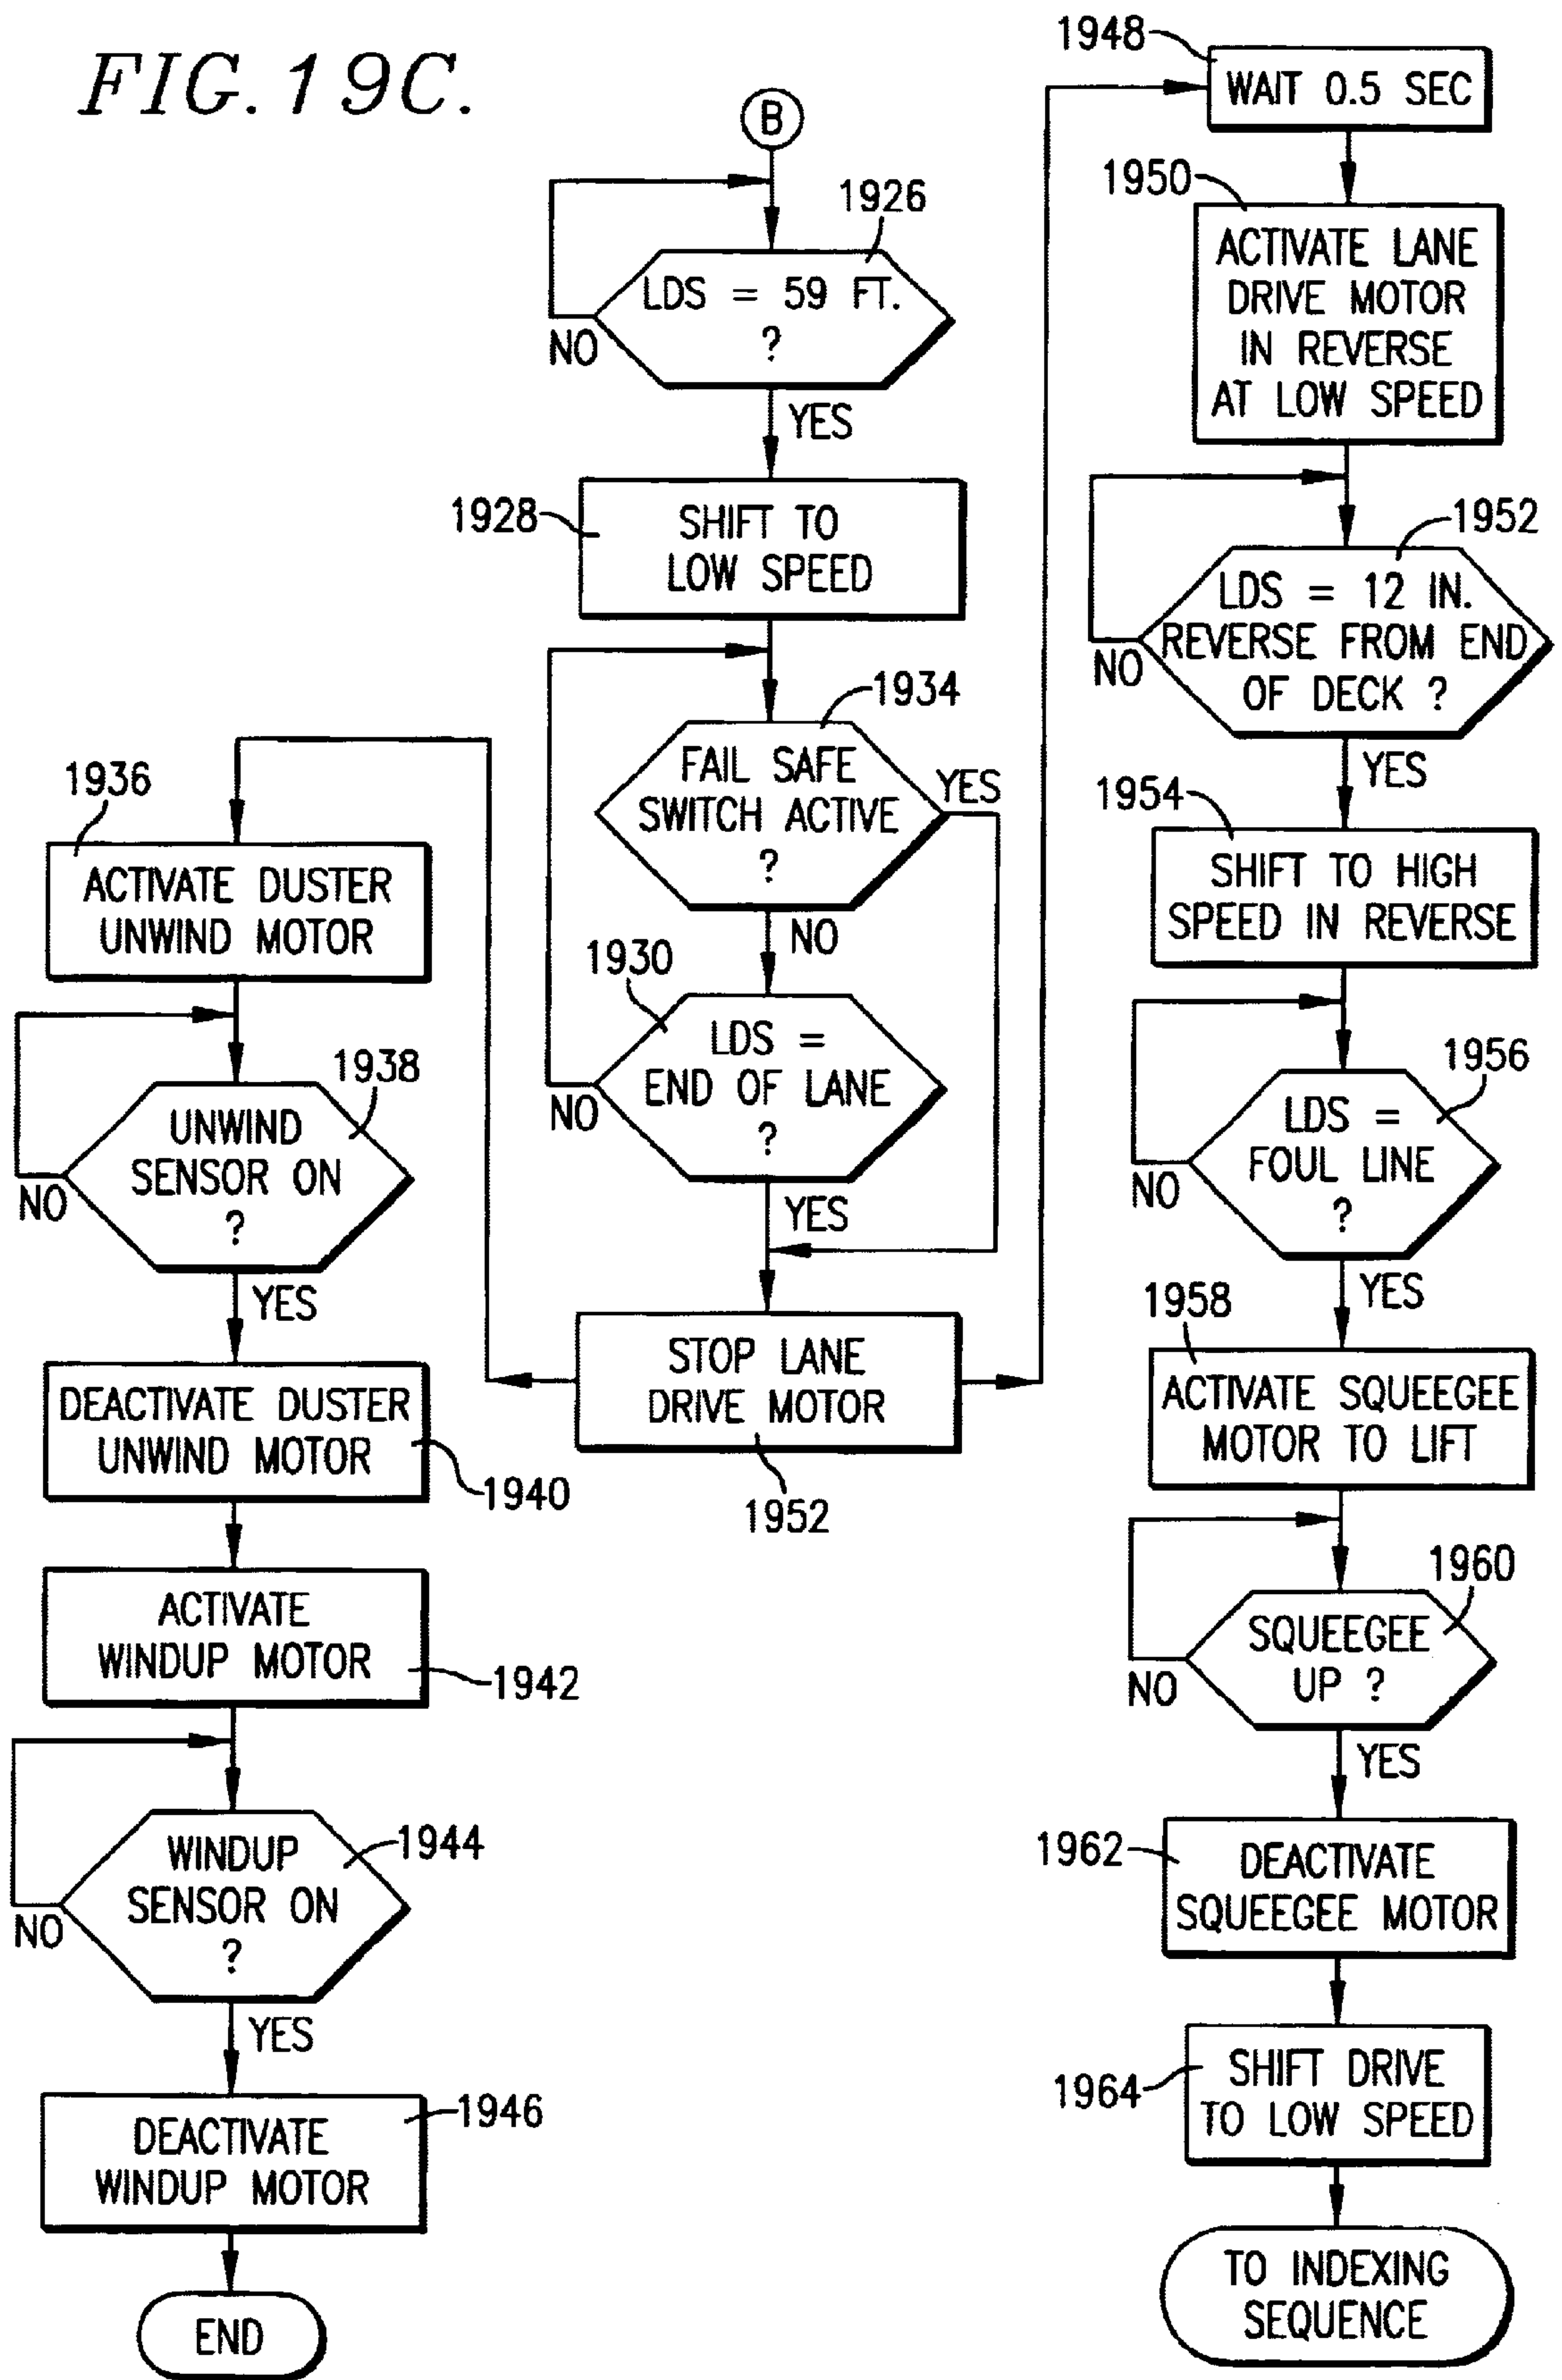 FIG. 19C.
B
1926
LDS = 59 FT.
?
NO
YES
1928
SHIFT TO
LOW SPEED
1934
FAIL SAFE
SWITCH ACTIVE
?
YES
NO
1930
LDS =
END OF LANE
?
NO
YES
STOP LANE
DRIVE MOTOR
1952
1936
ACTIVATE DUSTER
UNWIND MOTOR
1938
UNWIND
SENSOR ON
?
NO
YES
DEACTIVATE DUSTER
UNWIND MOTOR
1940
ACTIVATE
WINDUP MOTOR
1942
WINDUP
SENSOR ON
?
1944
NO
YES
DEACTIVATE
WINDUP MOTOR
1946
END
1948
WAIT 0.5 SEC
1950
ACTIVATE LANE
DRIVE MOTOR
IN REVERSE
AT LOW SPEED
1952
LDS = 12 IN.
REVERSE FROM END
OF DECK ?
NO
YES
1954
SHIFT TO HIGH
SPEED IN REVERSE
1956
LDS =
FOUL LINE
?
NO
YES
1958
ACTIVATE SQUEEGEE
MOTOR TO LIFT
1960
SQUEEGEE
UP ?
NO
YES
1962
DEACTIVATE
SQUEEGEE MOTOR
1964
SHIFT DRIVE
TO LOW SPEED
TO INDEXING
SEQUENCE